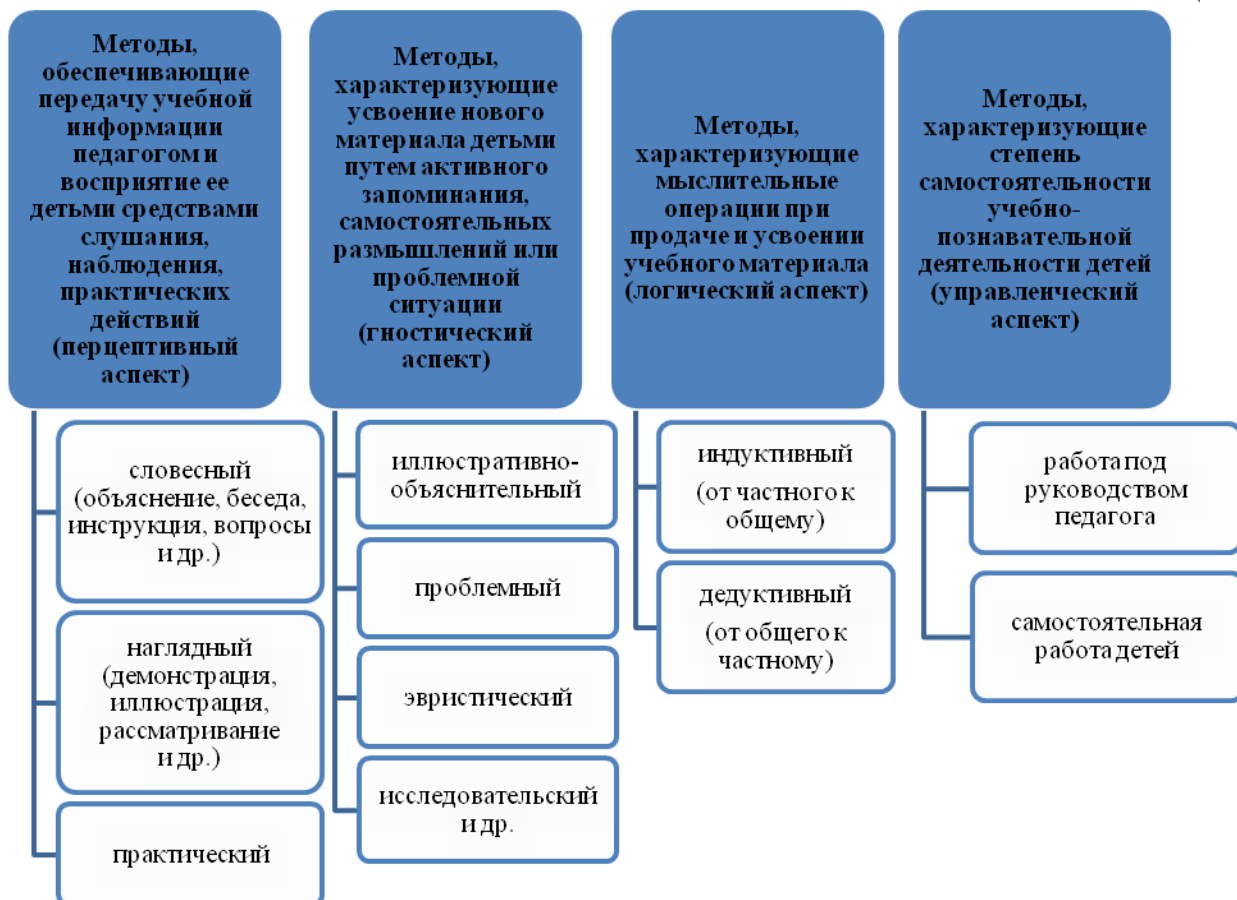 Методы,
обеспечивающие
передачу учебной
информации
педагогом и
восприятие ее
детьми средствами
слушания,
наблюдения,
практических
действий
(перцептивный
аспект)
словесный
(объяснение, беседа,
инструкция, вопросы
и др.)
наглядный
(демонстрация,
иллюстрация,
рассматривание
и др.)
практический
Методы,
характеризующие
усвоение нового
материала детьми
путем активного
запоминания,
самостоятельных
размышлений или
проблемной
ситуации
(гностический
аспект)
иллюстративно-
объяснительный
проблемный
эвристический
исследовательский
и др.
Методы,
характеризующие
мыслительные
операции при
продаче и усвоении
учебного материала
(логический аспект)
индуктивный
(от частного к
общему)
дедуктивный
(от общего к
частному)
Методы,
характеризующие
степень
самостоятельности
учебно-
познавательной
деятельности детей
(управленческий
аспект)
работа под
руководством
педагога
самостоятельная
работа детей